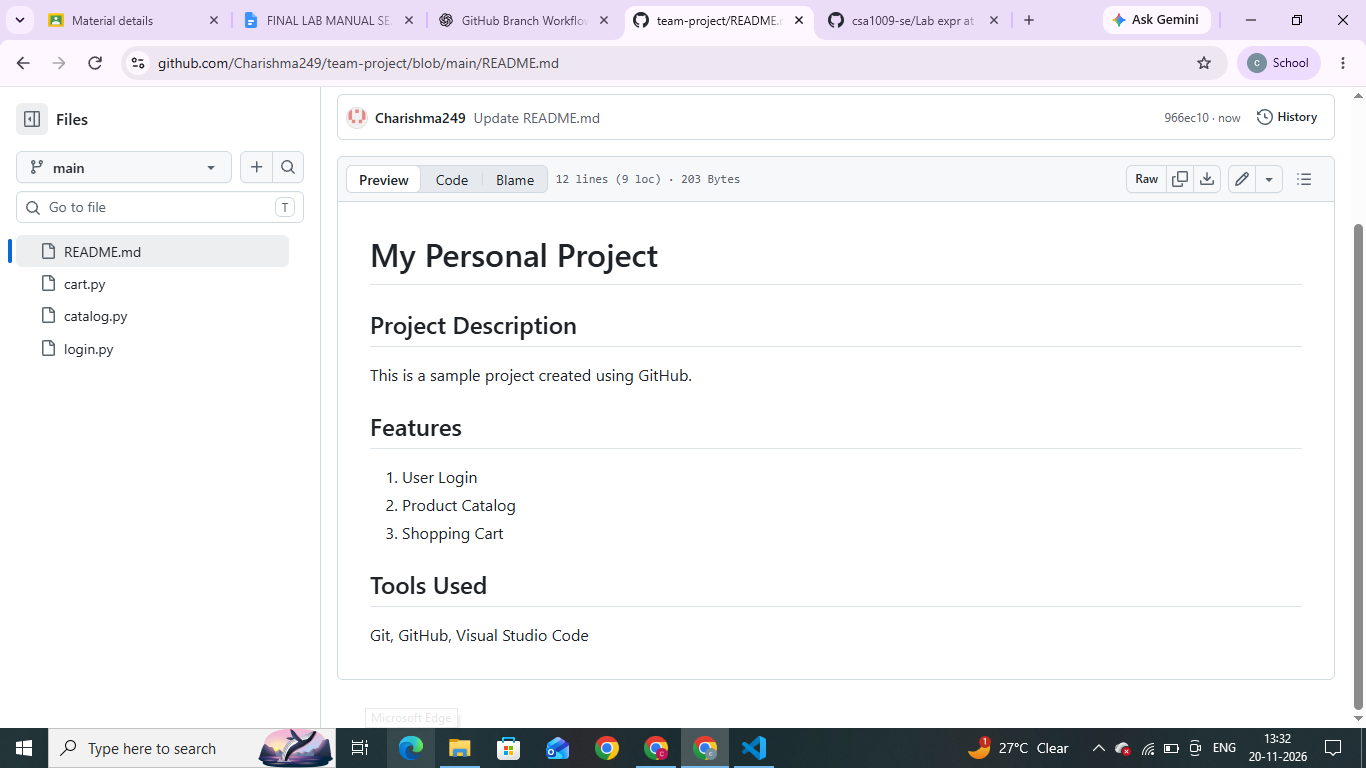 Material details
FINAL LAB MANUAL SE
GitHub Branch Workflow
team-project/README.m
csa1009-se/Lab expr at
Ask Gemini
github.com/Charishma249/team-project/blob/main/README.md
c School
Files
main
Go to file
T
README.md
cart.py
catalog.py
login.py
Charishma249 Update README.md
966ec10 · now
History
Preview
Code
Blame
12 lines (9 loc) · 203 Bytes
Raw
My Personal Project
Project Description
This is a sample project created using GitHub.
Features
1. User Login
2. Product Catalog
3. Shopping Cart
Tools Used
Git, GitHub, Visual Studio Code
Microsoft Edge
Type here to search
1
27°C Clear
ENG
13:32
20-11-2026